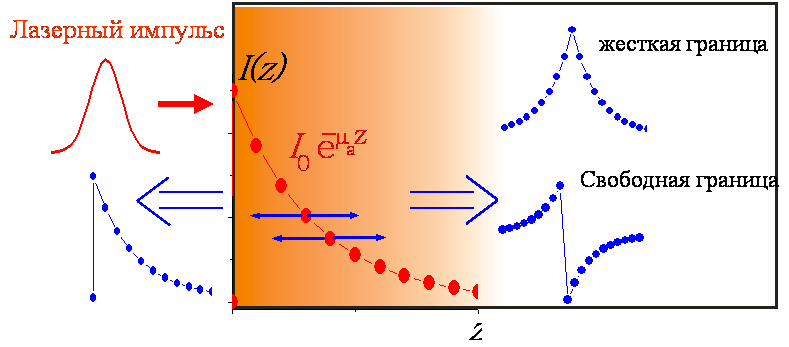 Лазерный импульс
I(z)
жесткая граница
I₀ e⁻μₐz
Свободная граница
z